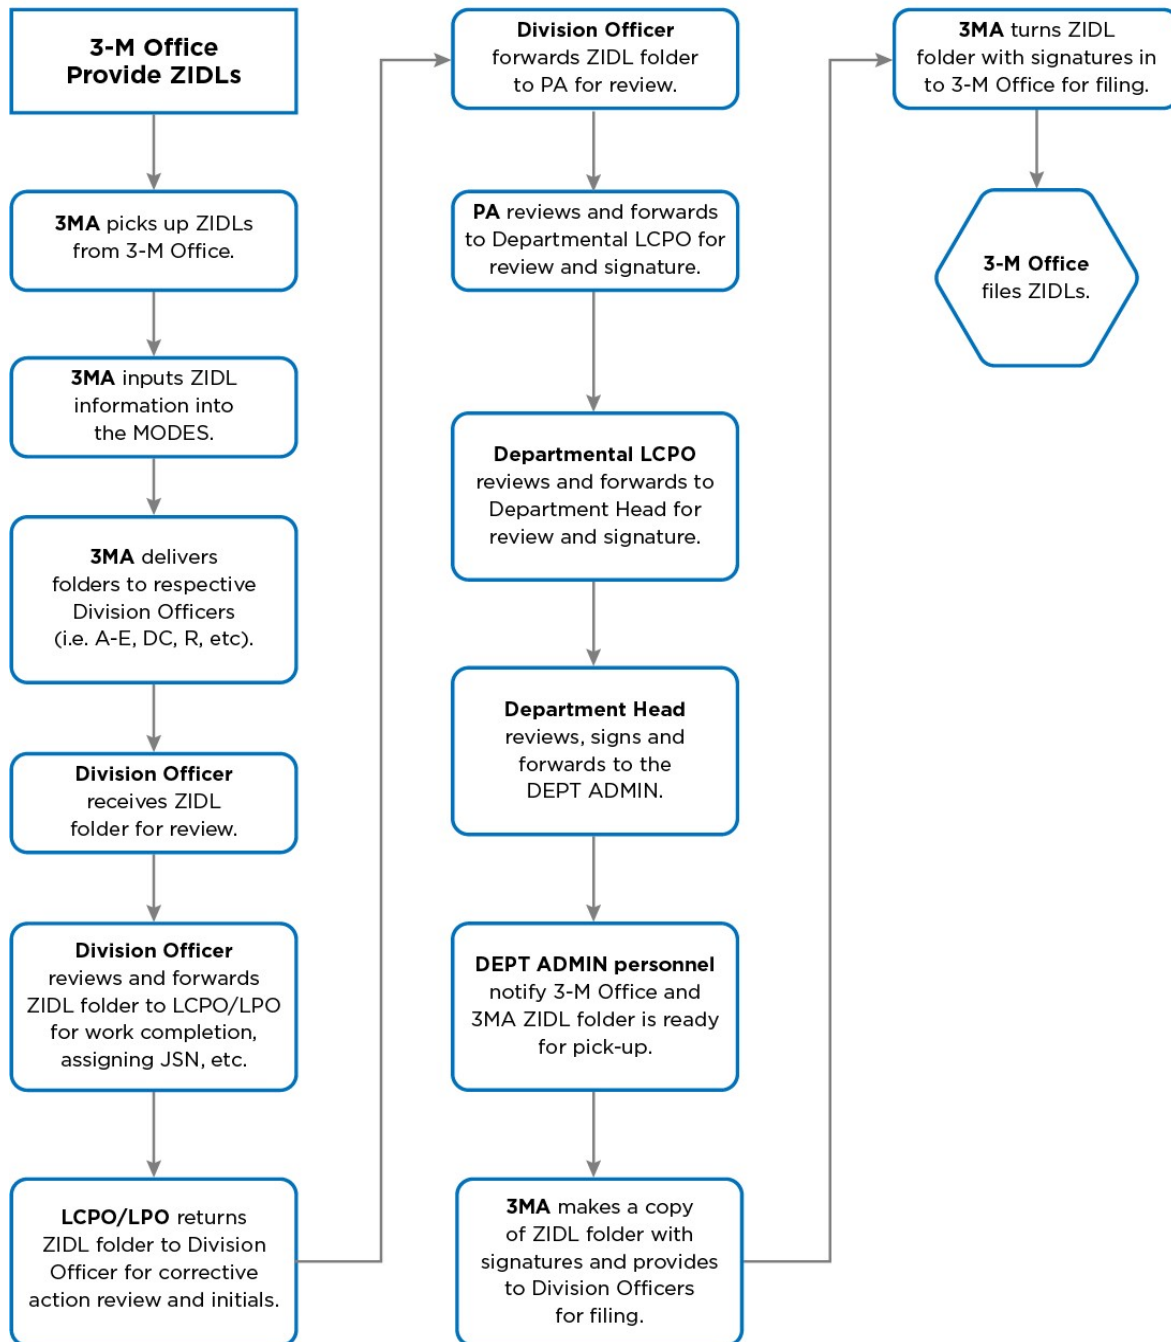 3-M Office
Provide ZIDLs
3MA picks up ZIDLs
from 3-M Office.
3MA inputs ZIDL
information into
the MODES.
3MA delivers
folders to respective
Division Officers
(i.e. A-E, DC, R, etc).
Division Officer
receives ZIDL
folder for review.
Division Officer
reviews and forwards
ZIDL folder to LCPO/LPO
for work completion,
assigning JSN, etc.
LCPO/LPO returns
ZIDL folder to Division
Officer for corrective
action review and initials.
Division Officer
forwards ZIDL folder
to PA for review.
PA reviews and forwards
to Departmental LCPO for
review and signature.
Departmental LCPO
reviews and forwards to
Department Head for
review and signature.
Department Head
reviews, signs and
forwards to the
DEPT ADMIN.
DEPT ADMIN personnel
notify 3-M Office and
3MA ZIDL folder is ready
for pick-up.
3MA makes a copy
of ZIDL folder with
signatures and provides
to Division Officers
for filing.
3MA turns ZIDL
folder with signatures in
to 3-M Office for filing.
3-M Office
files ZIDLs.